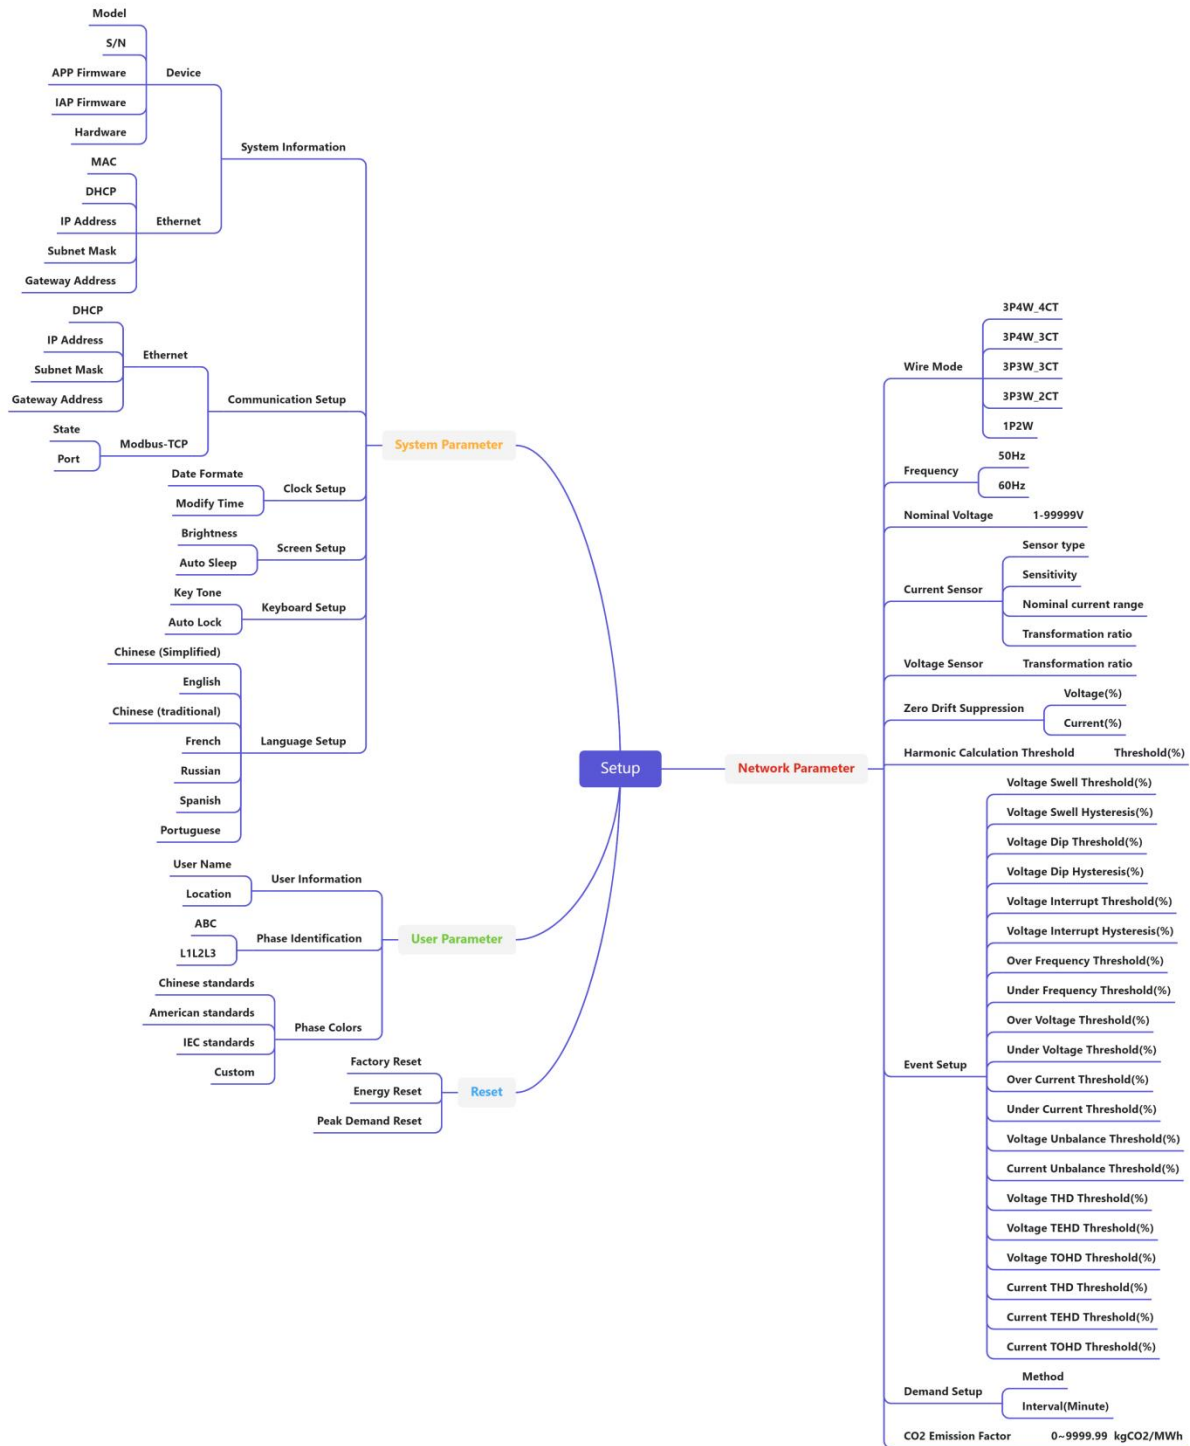 Setup
System Parameter
System Information
Device
Model
S/N
APP Firmware
IAP Firmware
Hardware
Ethernet
MAC
DHCP
IP Address
Subnet Mask
Gateway Address
Communication Setup
Ethernet
DHCP
IP Address
Subnet Mask
Gateway Address
Modbus-TCP
State
Port
Clock Setup
Date Formate
Modify Time
Screen Setup
Brightness
Auto Sleep
Keyboard Setup
Key Tone
Auto Lock
Language Setup
Chinese (Simplified)
English
Chinese (traditional)
French
Russian
Spanish
Portuguese
User Parameter
User Information
User Name
Location
Phase Identification
ABC
L1L2L3
Phase Colors
Chinese standards
American standards
IEC standards
Custom
Reset
Factory Reset
Energy Reset
Peak Demand Reset
Network Parameter
Wire Mode
3P4W_4CT
3P4W_3CT
3P3W_3CT
3P3W_2CT
1P2W
Frequency
50Hz
60Hz
Nominal Voltage
1-99999V
Current Sensor
Sensor type
Sensitivity
Nominal current range
Transformation ratio
Voltage Sensor
Transformation ratio
Zero Drift Suppression
Voltage(%)
Current(%)
Harmonic Calculation Threshold
Threshold(%)
Event Setup
Voltage Swell Threshold(%)
Voltage Swell Hysteresis(%)
Voltage Dip Threshold(%)
Voltage Dip Hysteresis(%)
Voltage Interrupt Threshold(%)
Voltage Interrupt Hysteresis(%)
Over Frequency Threshold(%)
Under Frequency Threshold(%)
Over Voltage Threshold(%)
Under Voltage Threshold(%)
Over Current Threshold(%)
Under Current Threshold(%)
Voltage Unbalance Threshold(%)
Current Unbalance Threshold(%)
Voltage THD Threshold(%)
Voltage TEHD Threshold(%)
Voltage TOHD Threshold(%)
Current THD Threshold(%)
Current TEHD Threshold(%)
Current TOHD Threshold(%)
Demand Setup
Method
Interval(Minute)
CO2 Emission Factor
0~9999.99 kgCO2/MWh